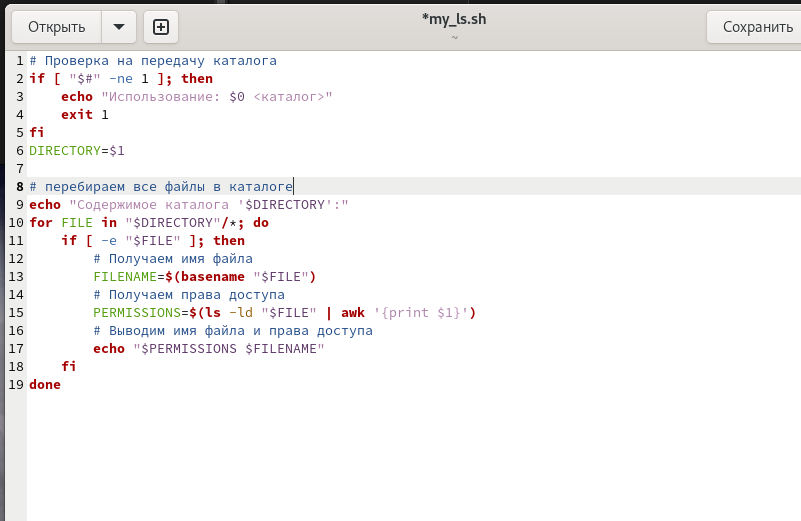 Открыть
*my_ls.sh
~
Сохранить
1 # Проверка на передачу каталога
2 if [ "$#" -ne 1 ]; then
3     echo "Использование: $0 <каталог>"
4     exit 1
5 fi
6 DIRECTORY=$1
7
8 # перебираем все файлы в каталоге
9 echo "Содержимое каталога '$DIRECTORY':"
10 for FILE in "$DIRECTORY"/*; do
11     if [ -e "$FILE" ]; then
12         # Получаем имя файла
13         FILENAME=$(basename "$FILE")
14         # Получаем права доступа
15         PERMISSIONS=$(ls -ld "$FILE" | awk '{print $1}')
16         # Выводим имя файла и права доступа
17         echo "$PERMISSIONS $FILENAME"
18     fi
19 done